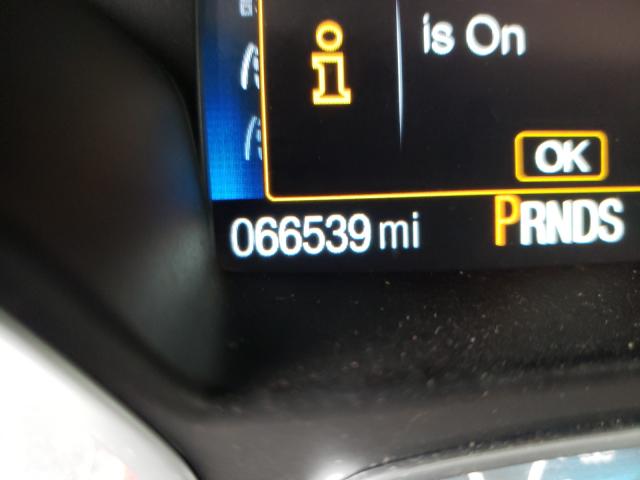 is On
i
OK
066539 mi
PRNDS